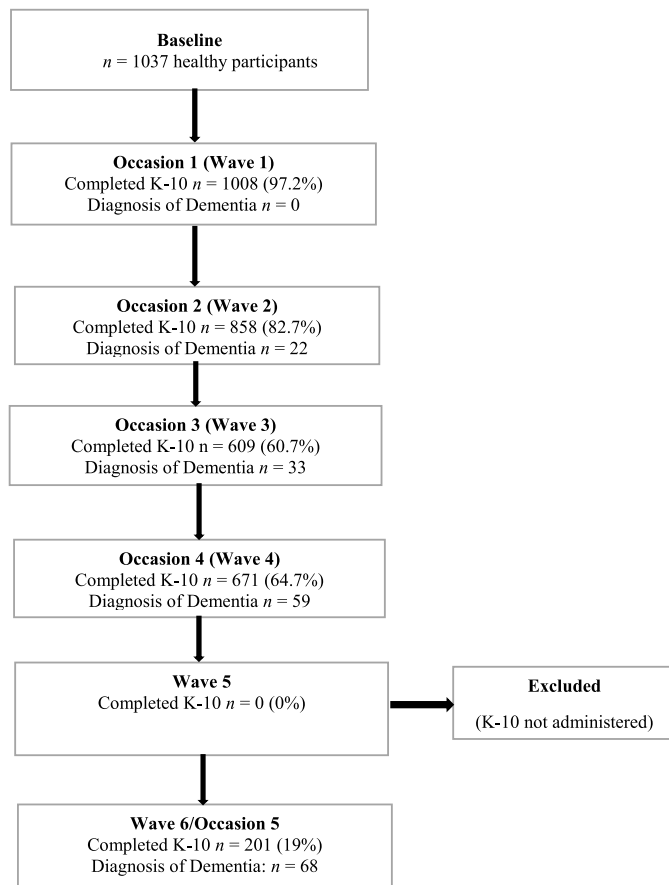 Baseline
n = 1037 healthy participants
Occasion 1 (Wave 1)
Completed K-10 n = 1008 (97.2%)
Diagnosis of Dementia n = 0
Occasion 2 (Wave 2)
Completed K-10 n = 858 (82.7%)
Diagnosis of Dementia n = 22
Occasion 3 (Wave 3)
Completed K-10 n = 609 (60.7%)
Diagnosis of Dementia n = 33
Occasion 4 (Wave 4)
Completed K-10 n = 671 (64.7%)
Diagnosis of Dementia n = 59
Wave 5
Completed K-10 n = 0 (0%)
Excluded
(K-10 not administered)
Wave 6/Occasion 5
Completed K-10 n = 201 (19%)
Diagnosis of Dementia: n = 68